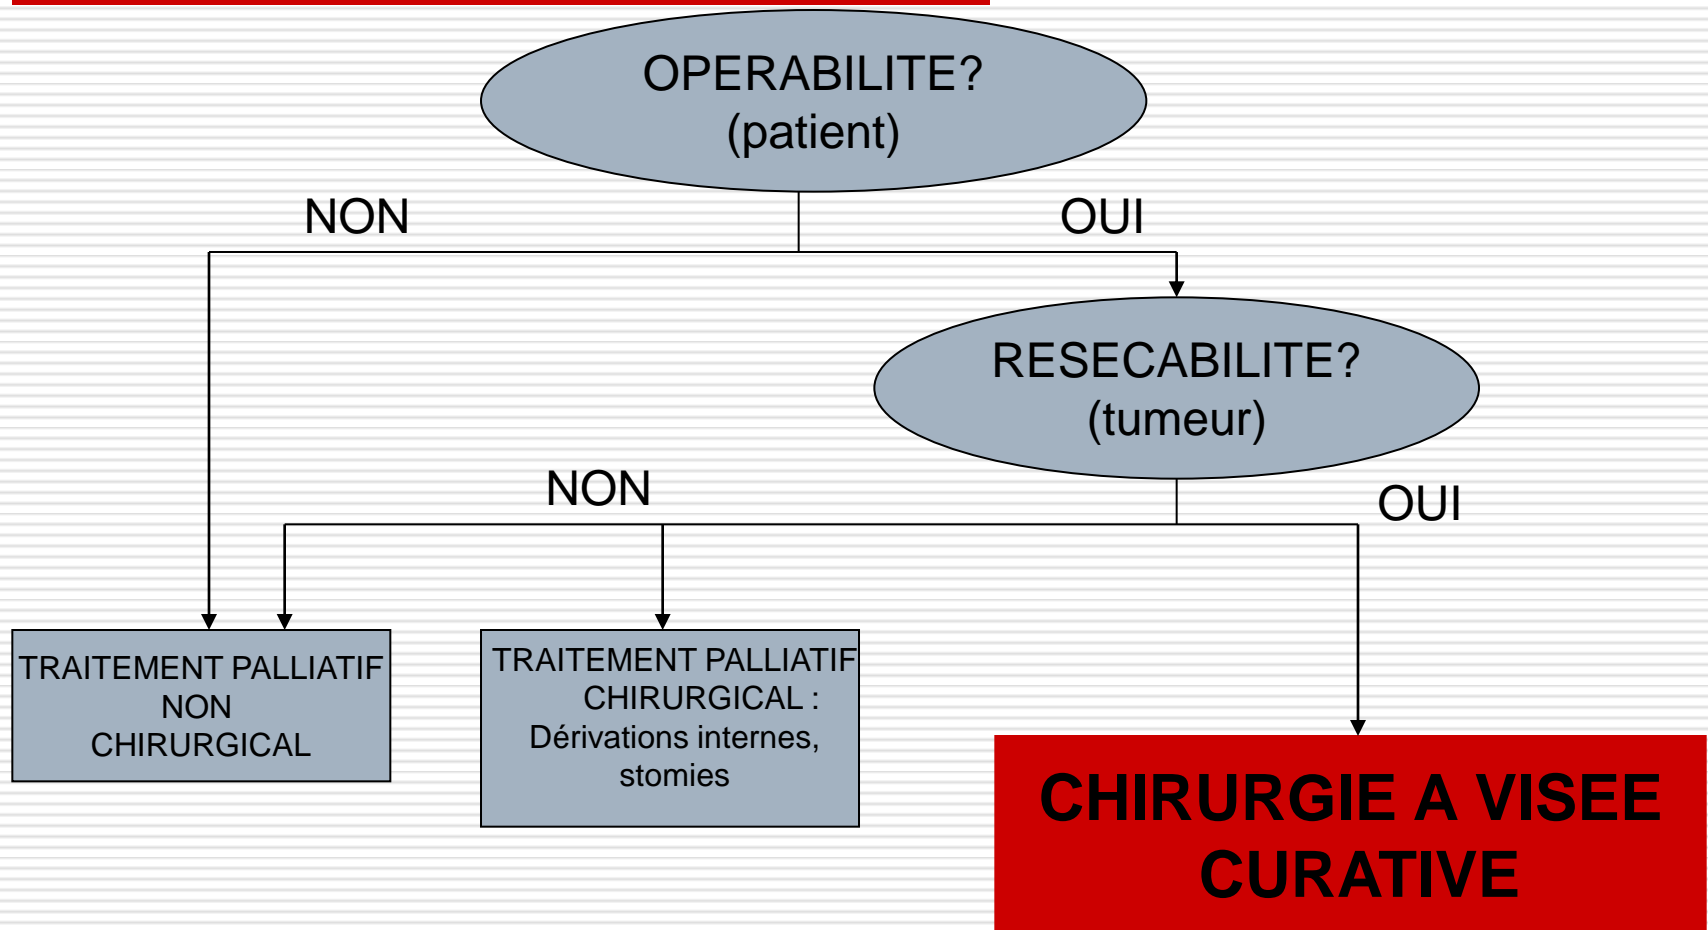 OPERABILITE?
(patient)
NON
OUI
RESECABILITE?
(tumeur)
NON
OUI
TRAITEMENT PALLIATIF
NON
CHIRURGICAL
TRAITEMENT PALLIATIF
CHIRURGICAL :
Dérivations internes,
stomies
CHIRURGIE A VISEE
CURATIVE